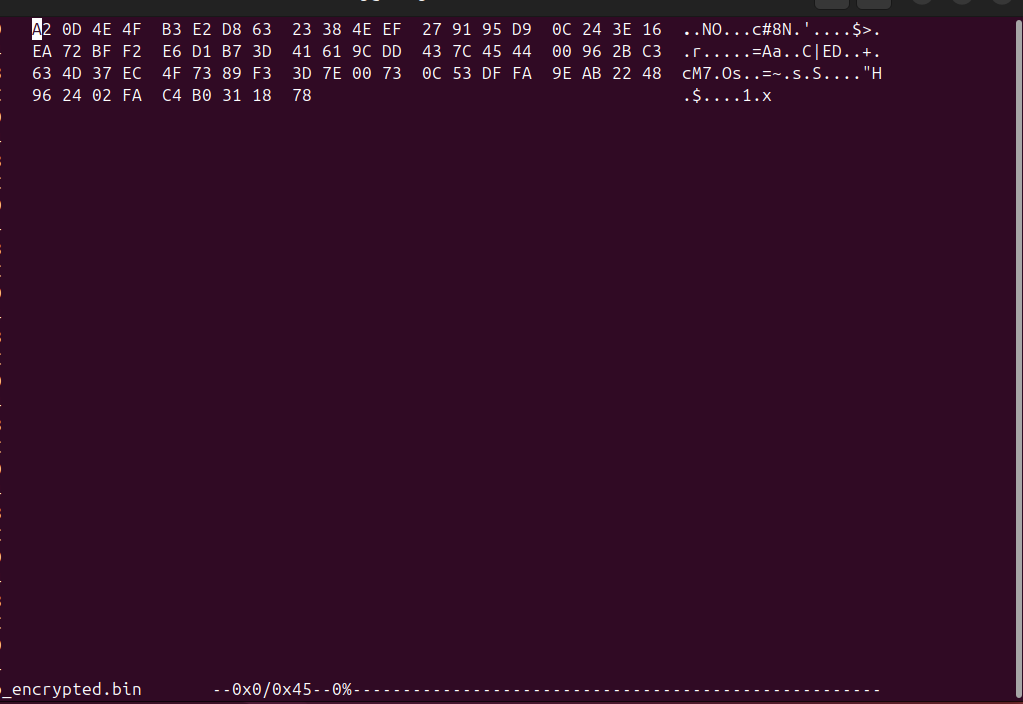 A2 0D 4E 4F  B3 E2 D8 63  23 38 4E EF  27 91 95 D9  0C 24 3E 16  ..NO...c#8N.'....$>.
EA 72 BF F2  E6 D1 B7 3D  41 61 9C DD  43 7C 45 44  00 96 2B C3  .r.....=Aa..C|ED..+.
63 4D 37 EC  4F 73 89 F3  3D 7E 00 73  0C 53 DF FA  9E AB 22 48  cM7.Os..=~.s.S...."H
96 24 02 FA  C4 B0 31 18  78  .$....1.x
_encrypted.bin       --0x0/0x45--0%-----------------------------------------------------